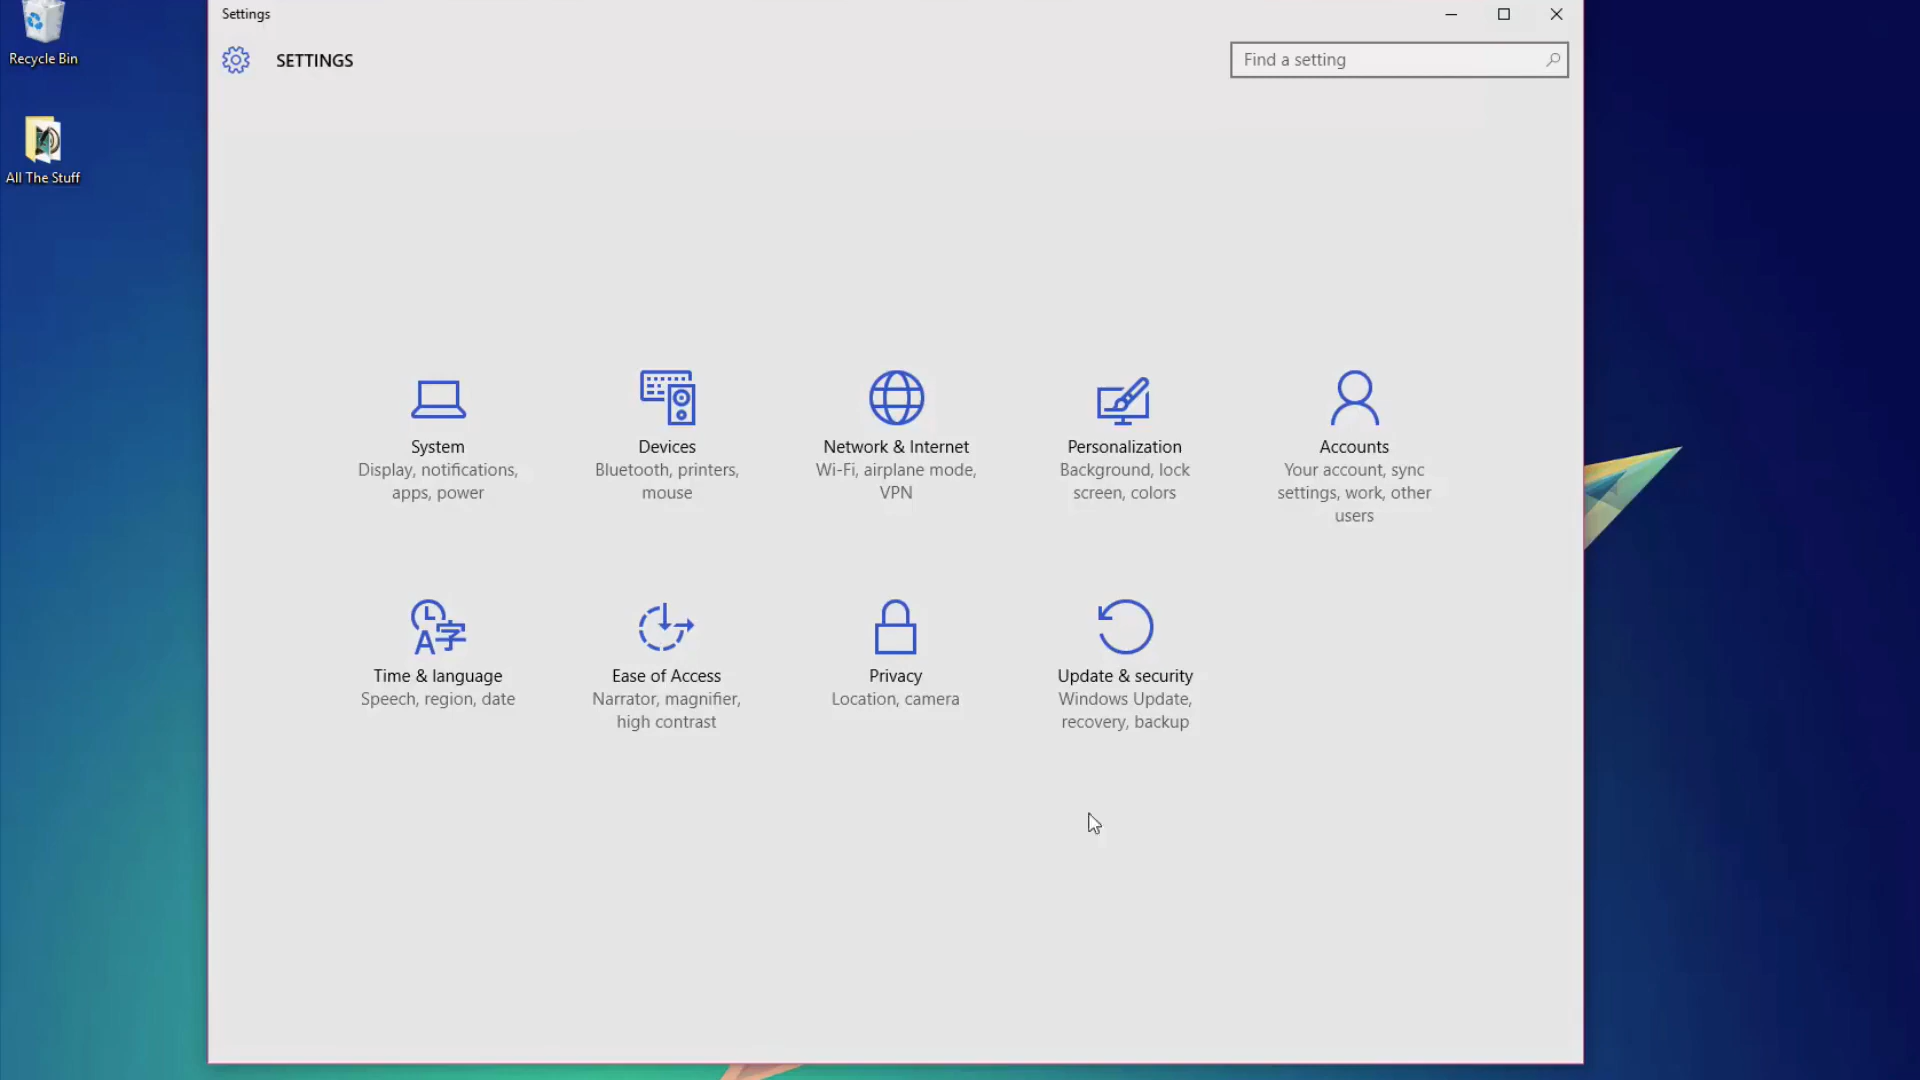 Settings
Recycle Bin
SETTINGS
Find a setting
All The Stuff
System
Display, notifications,
apps, power
Devices
Bluetooth, printers,
mouse
Network & Internet
Wi-Fi, airplane mode,
VPN
Personalization
Background, lock
screen, colors
Accounts
Your account, sync
settings, work, other
users
Time & language
Speech, region, date
Ease of Access
Narrator, magnifier,
high contrast
Privacy
Location, camera
Update & security
Windows Update,
recovery, backup